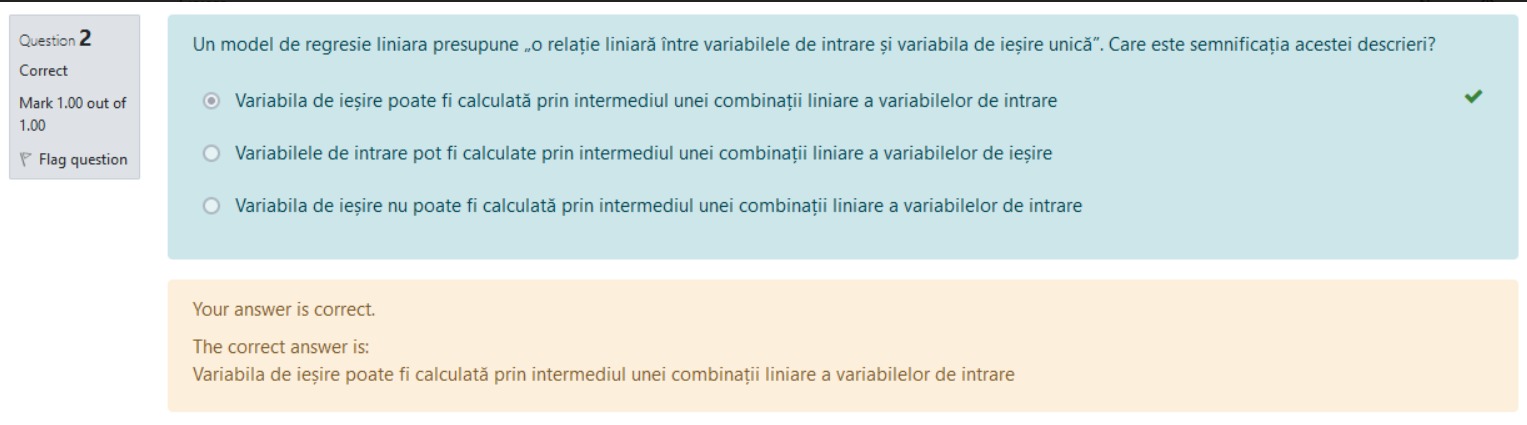 Question 2
Correct
Mark 1.00 out of
1.00
Flag question
Un model de regresie liniara presupune „o relație liniară între variabilele de intrare și variabila de ieșire unică”. Care este semnificația acestei descrieri?
Variabila de ieșire poate fi calculată prin intermediul unei combinații liniare a variabilelor de intrare
Variabilele de intrare pot fi calculate prin intermediul unei combinații liniare a variabilelor de ieșire
Variabila de ieșire nu poate fi calculată prin intermediul unei combinații liniare a variabilelor de intrare
Your answer is correct.
The correct answer is:
Variabila de ieșire poate fi calculată prin intermediul unei combinații liniare a variabilelor de intrare